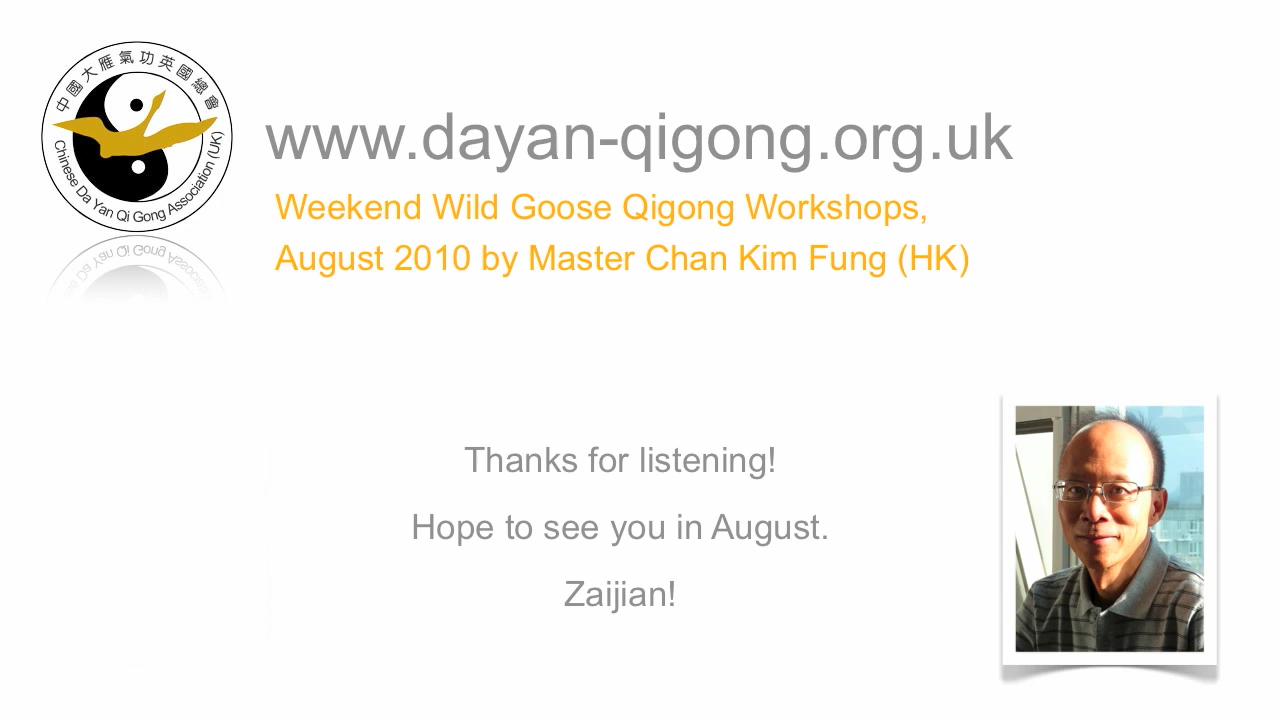 中國大雁氣功英國總會
Chinese Da Yan Qi Gong Association (UK)
www.dayan-qigong.org.uk
Weekend Wild Goose Qigong Workshops,
August 2010 by Master Chan Kim Fung (HK)
Thanks for listening!
Hope to see you in August.
Zaijian!